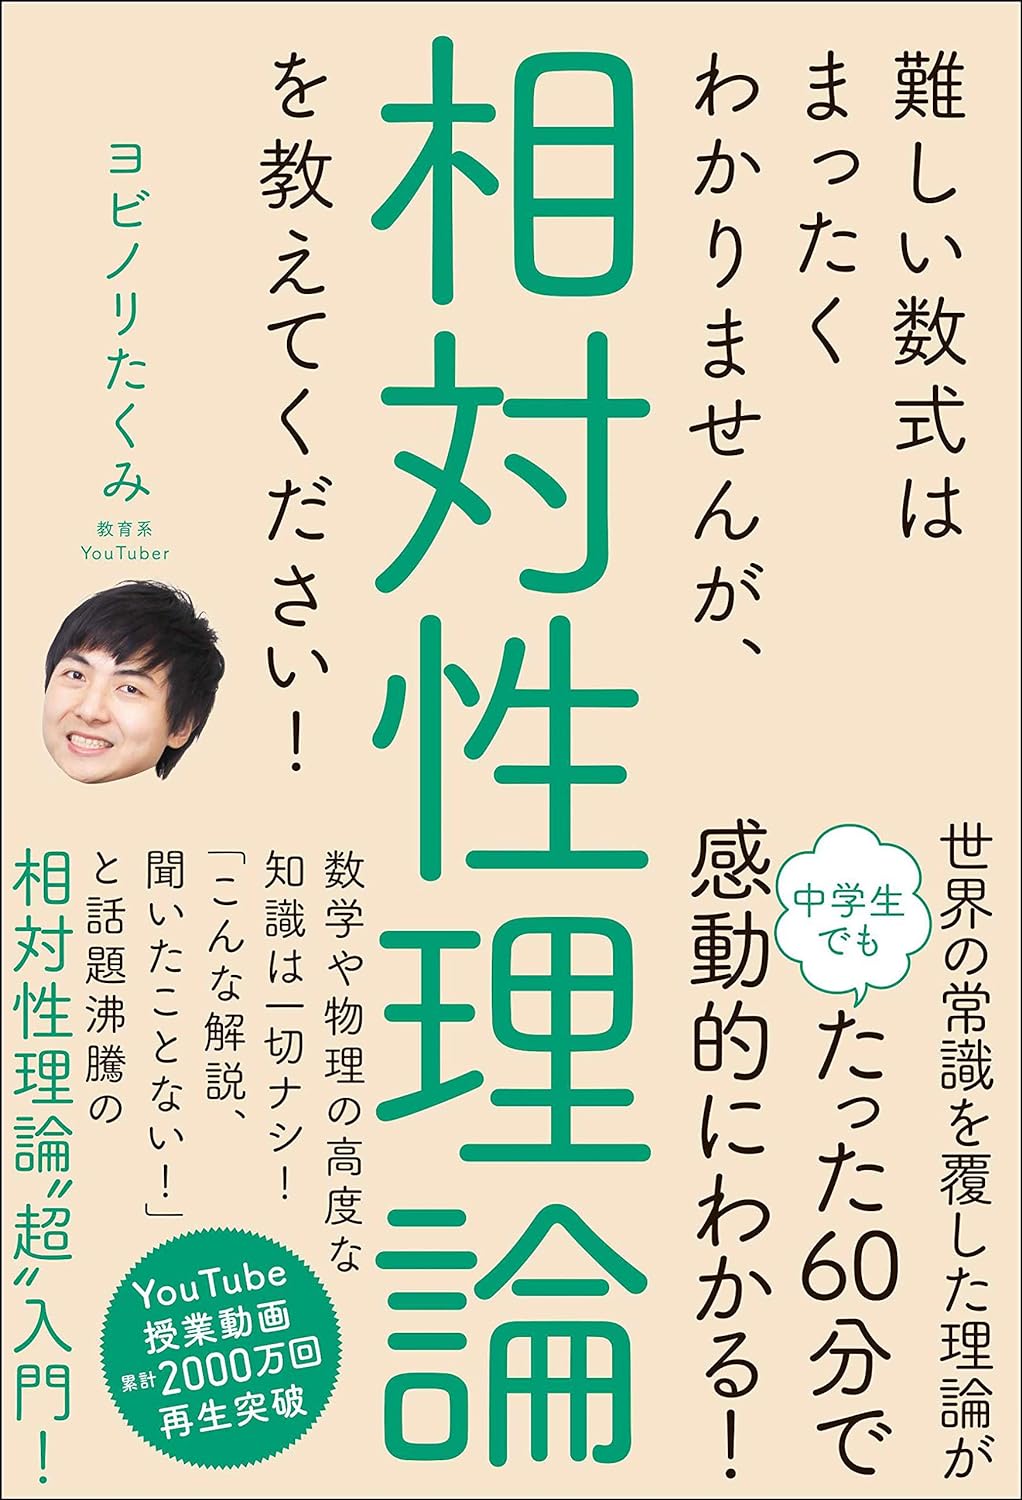 難しい数式は
まったく
わかりませんが、
相対性理論
を教えてください！
ヨビノリたくみ
教育系
YouTuber
世界の常識を覆した理論が
中学生
でも
たった60分で
感動的にわかる！
数学や物理の高度な
知識は一切ナシ！
「こんな解説、
聞いたことない！」
と話題沸騰の
相対性理論〝超〟入門！
YouTube
授業動画
累計2000万回
再生突破